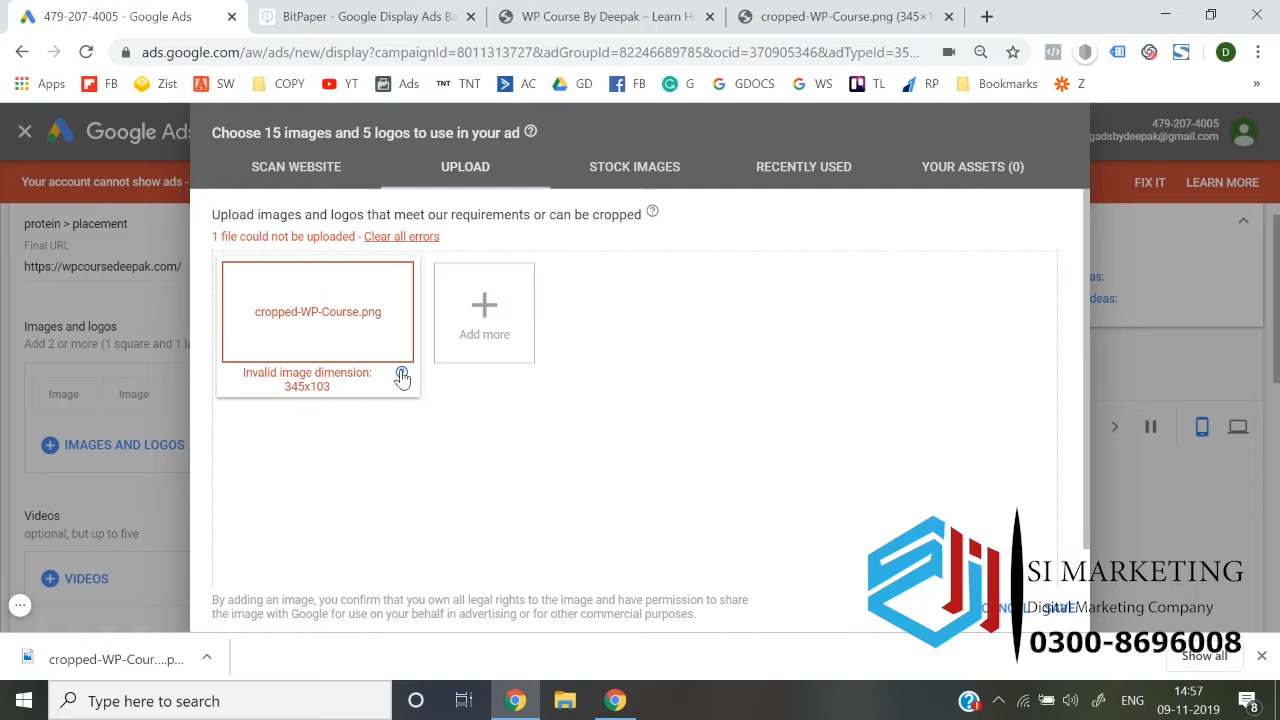 479-207-4005 - Google Ads
BitPaper - Google Display Ads B
WP Course By Deepak – Learn H
cropped-WP-Course.png (345×1
ads.google.com/aw/ads/new/display?campaignId=8011313727&adGroupId=82246689785&ocid=370905346&adTypeId=35...
D
Apps
FB
Zist
SW
COPY
YT
Ads
TNT TNT
AC
GD
FB
G
GDOCS
WS
TL
RP
Bookmarks
Z
»
Google Ads
479-207-4005
gadsbydeepak@gmail.com
Your account cannot show ads -
FIX IT
LEARN MORE
Choose 15 images and 5 logos to use in your ad
SCAN WEBSITE
UPLOAD
STOCK IMAGES
RECENTLY USED
YOUR ASSETS (0)
protein > placement
Final URL
https://wpcoursedeepak.com/
Images and logos
Add 2 or more (1 square and 1 la
Image
Image
IMAGES AND LOGOS
Videos
optional, but up to five
VIDEOS
Upload images and logos that meet our requirements or can be cropped
1 file could not be uploaded - Clear all errors
cropped-WP-Course.png
Invalid image dimension:
345x103
Add more
as:
deas:
By adding an image, you confirm that you own all legal rights to the image and have permission to share
the image with Google for use on your behalf in advertising or for other commercial purposes.
SI MARKETING
Digital Marketing Company
0300-8696008
cropped-WP-Cour....p...
Show all
Type here to search
ENG
14:57
09-11-2019
8